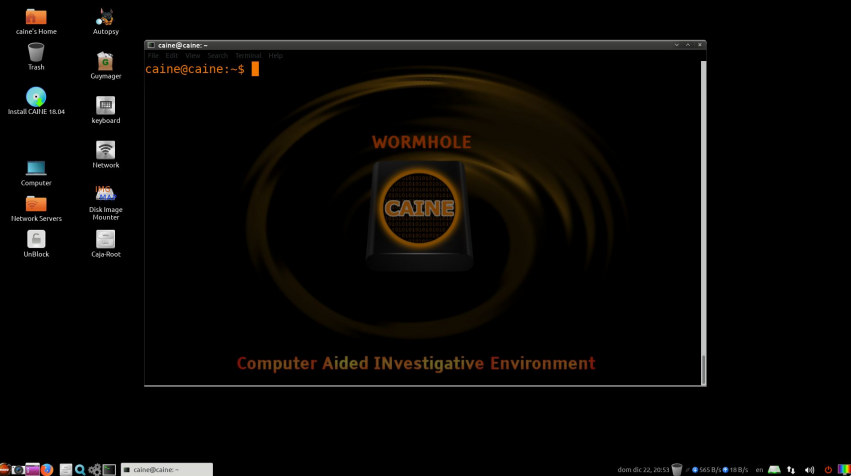 caine's Home
Autopsy
Trash
Guymager
Install CAINE 18.04
keyboard
Network
Computer
Disk Image
Mounter
Network Servers
UnBlock
Caja-Root
caine@caine: ~
File Edit View Search Terminal Help
caine@caine:~$
WORMHOLE
CAINE
Computer Aided INvestigative Environment
caine@caine: ~
dom dic 22, 20:53
565 B/s 18 B/s
en